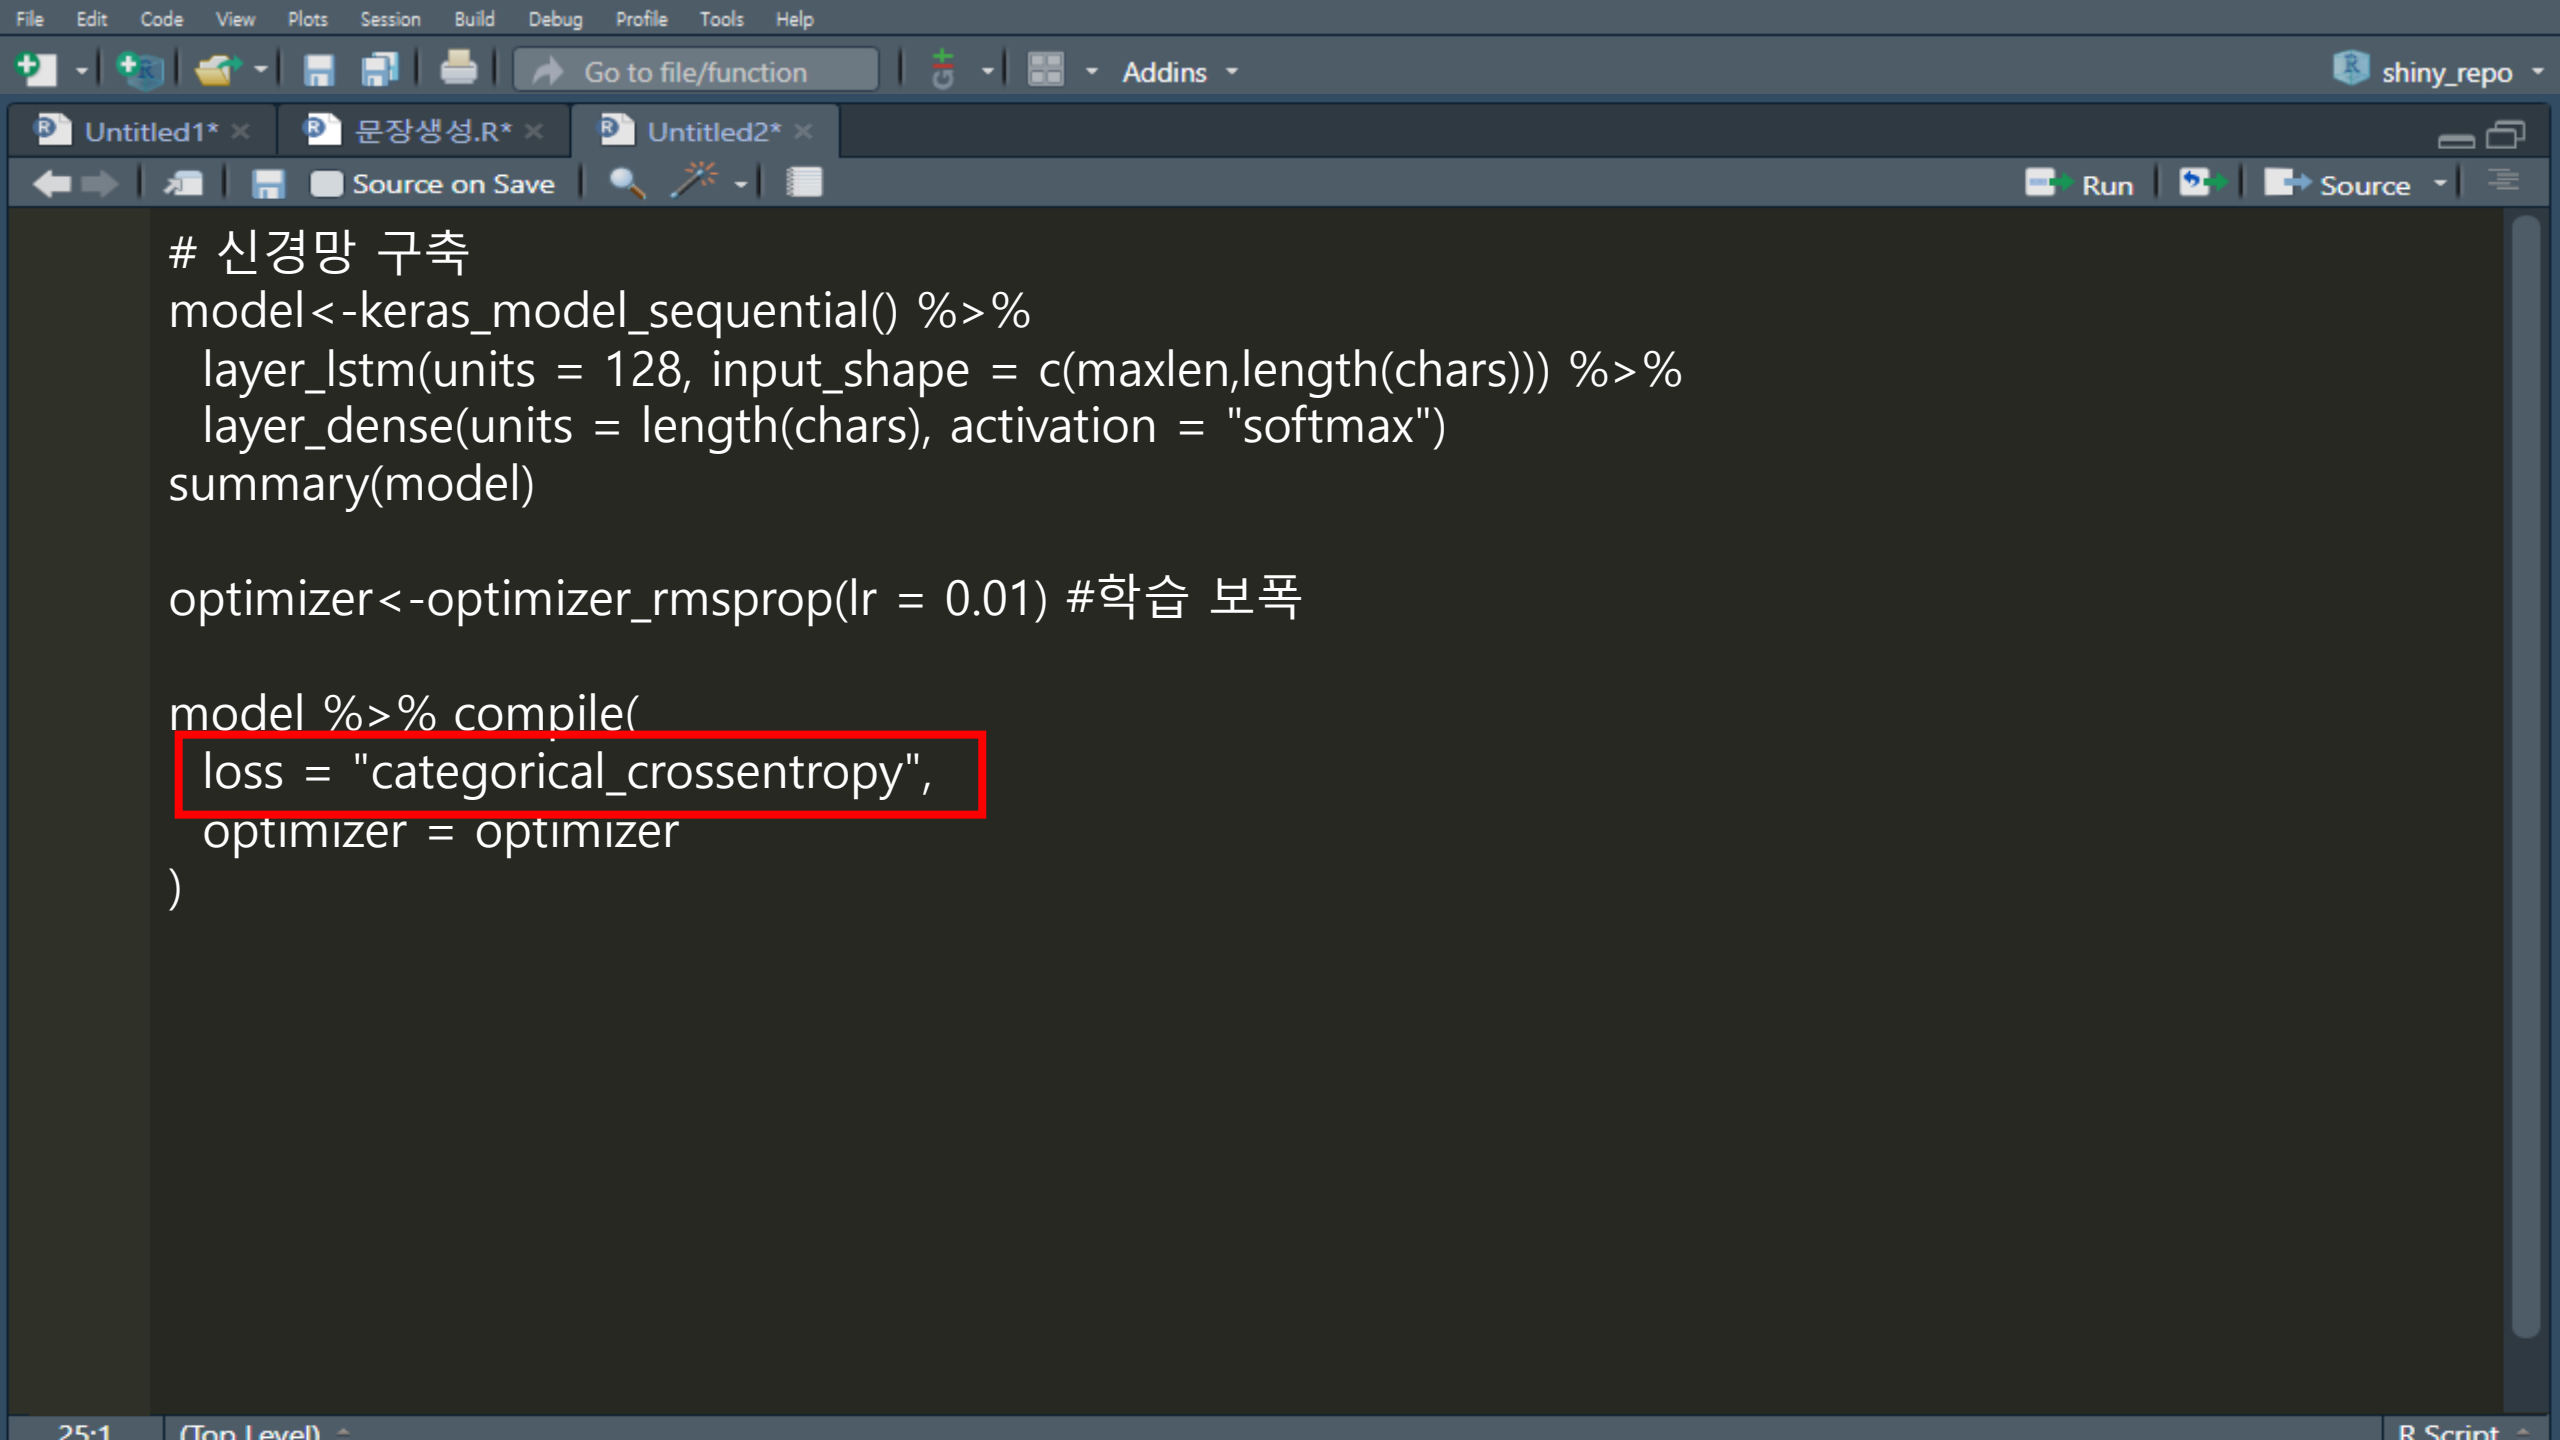 File Edit Code View Plots Session Build Debug Profile Tools Help
Go to file/function Addins shiny_repo
Untitled1* 문장생성.R* Untitled2*
Source on Save Run Source
# 신경망 구축
model<-keras_model_sequential() %>%
layer_lstm(units = 128, input_shape = c(maxlen,length(chars))) %>%
layer_dense(units = length(chars), activation = "softmax")
summary(model)
optimizer<-optimizer_rmsprop(lr = 0.01) #학습 보폭
model %>% compile(
loss = "categorical_crossentropy",
optimizer = optimizer
)
25:1 (Top Level) R Script